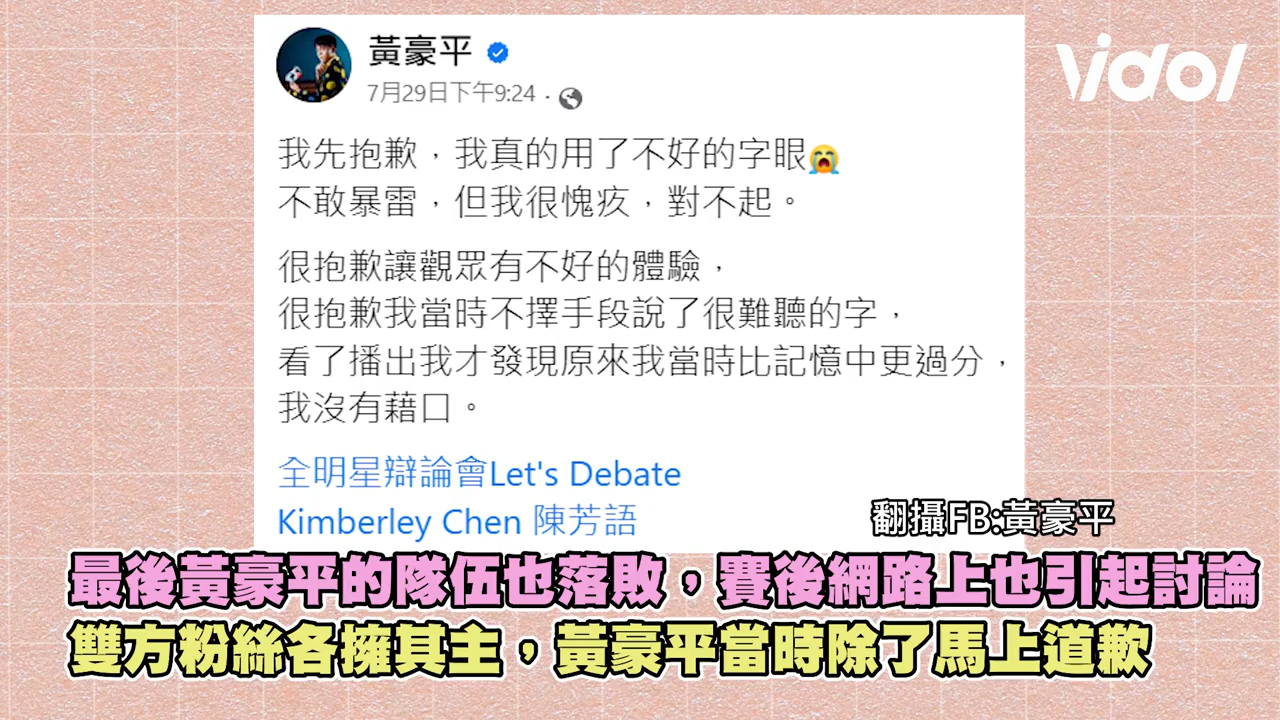 黃豪平
Vidol
7月29日下午9:24 ·
我先抱歉，我真的用了不好的字眼😭
不敢暴雷，但我很愧疚，對不起。
很抱歉讓觀眾有不好的體驗，
很抱歉我當時不擇手段說了很難聽的字，
看了播出我才發現原來我當時比記憶中更過分，
我沒有藉口。
全明星辯論會Let's Debate
Kimberley Chen 陳芳語
翻攝FB:黃豪平
最後黃豪平的隊伍也落敗，賽後網路上也引起討論
雙方粉絲各擁其主，黃豪平當時除了馬上道歉